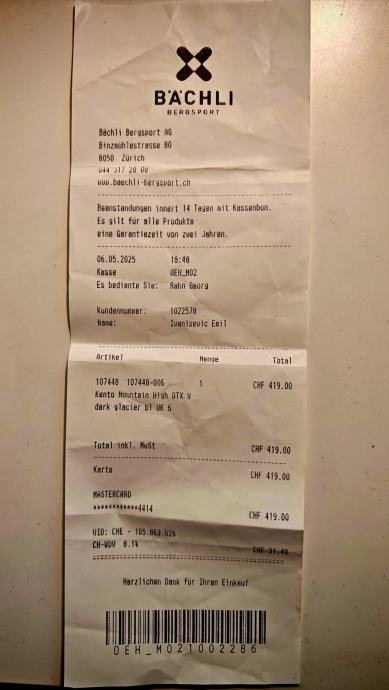 BÄCHLI
BERGSPORT
Bächli Bergsport AG
Binzmühlestrasse 80
8050 Zürich
044 317 20 00
www.baechli-bergsport.ch
Beanstandungen innert 14 Tagen mit Kassenbon.
Es gilt für alle Produkte
eine Garantiezeit von zwei Jahren.
06.05.2025 18:48
Kasse OEH_MO2
Es bediente Sie: Rahn Georg
Kundennummer: 1022578
Name: Ivanisevic Emil
Artikel Menge Total
107448 107448-006 1 CHF 419.00
Kento Mountain High GTX W
dark glacier bl UK 6
Total inkl. MwSt CHF 419.00
Karte CHF 419.00
MASTERCARD
************4414 CHF 419.00
UID: CHE - 105.863.026
CH-VOV 8.1% CHF 31.40
Herzlichen Dank für Ihren Einkauf
OEH_MO21002286